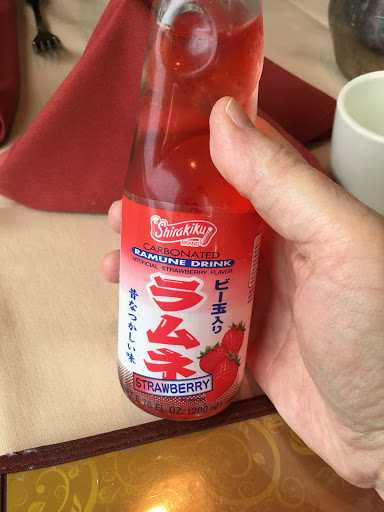 Shirakiku
BRAND
CARBONATED
RAMUNE DRINK
ARTIFICIAL STRAWBERRY FLAVOR
ビー玉入り
ラムネ
昔なつかしい味
STRAWBERRY
FL. OZ. (200